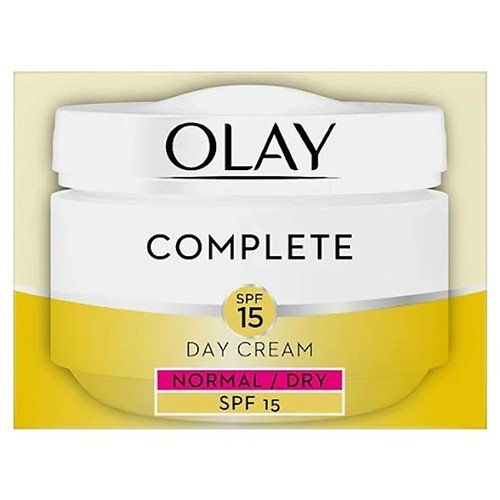 OLAY
COMPLETE
SPF
15
DAY CREAM
NORMAL / DRY
SPF 15